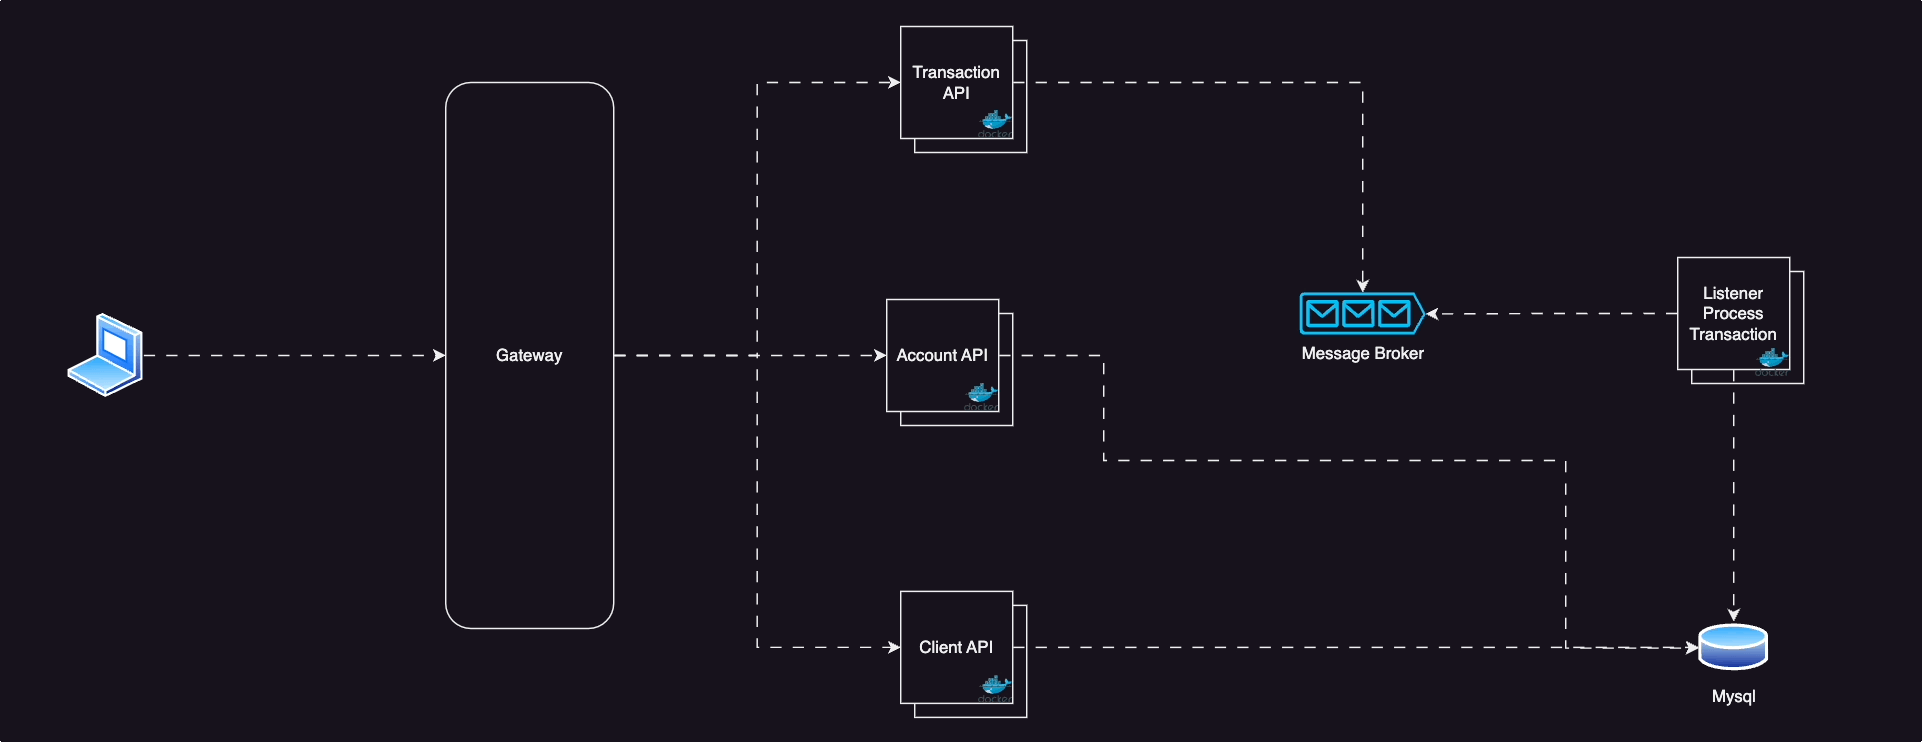 Transaction
API
docker
Gateway
Account API
docker
Message Broker
Listener
Process
Transaction
docker
Client API
docker
Mysql